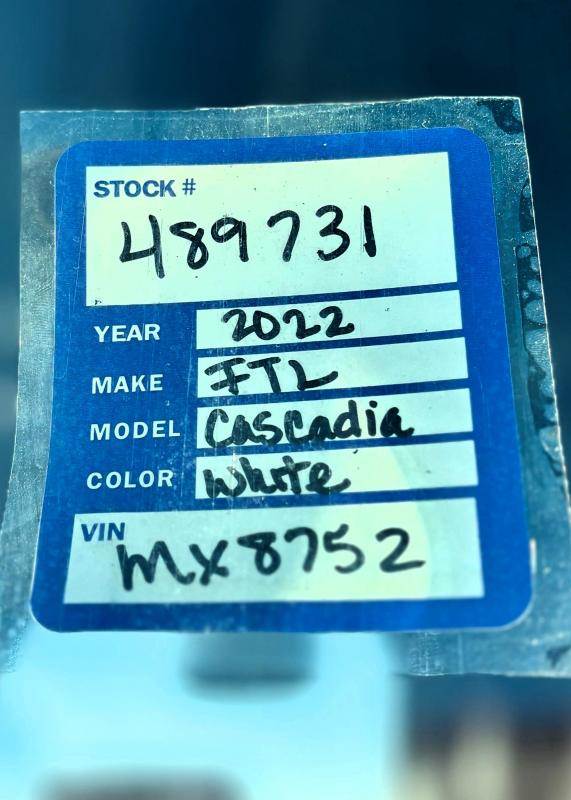 STOCK #
489731
YEAR 2022
MAKE FTL
MODEL Cascadia
COLOR White
VIN
MX8752